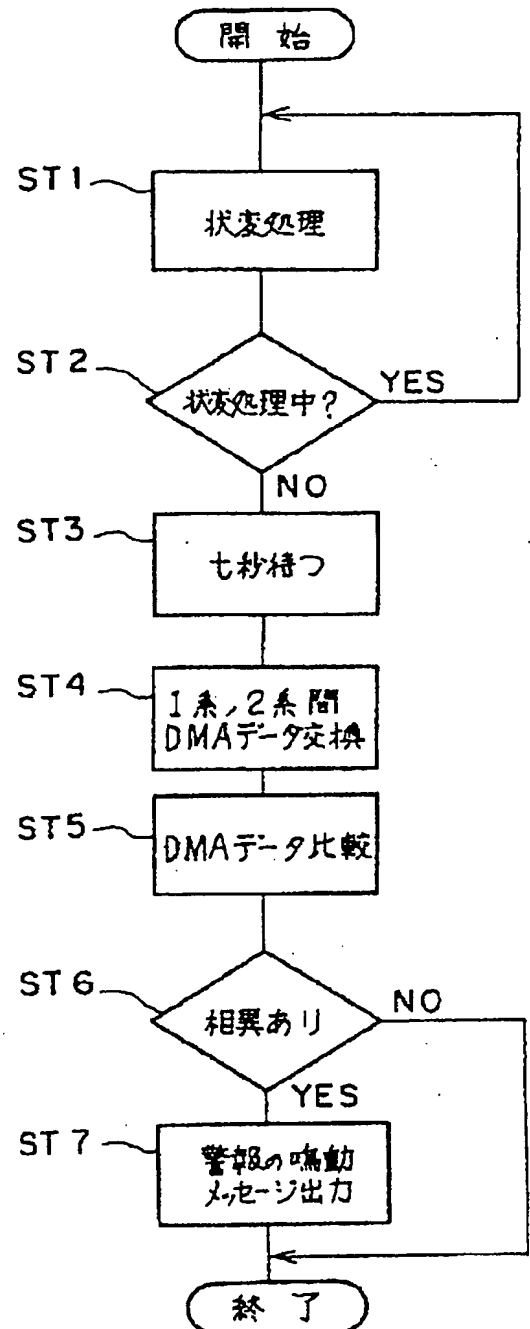 開始
ST1
状変処理
ST2
状変処理中?
YES
NO
ST3
七秒待つ
ST4
1系,2系間
DMAデータ交換
ST5
DMAデータ比較
ST6
相異あり
NO
YES
ST7
警報の鳴動
メッセージ出力
終了